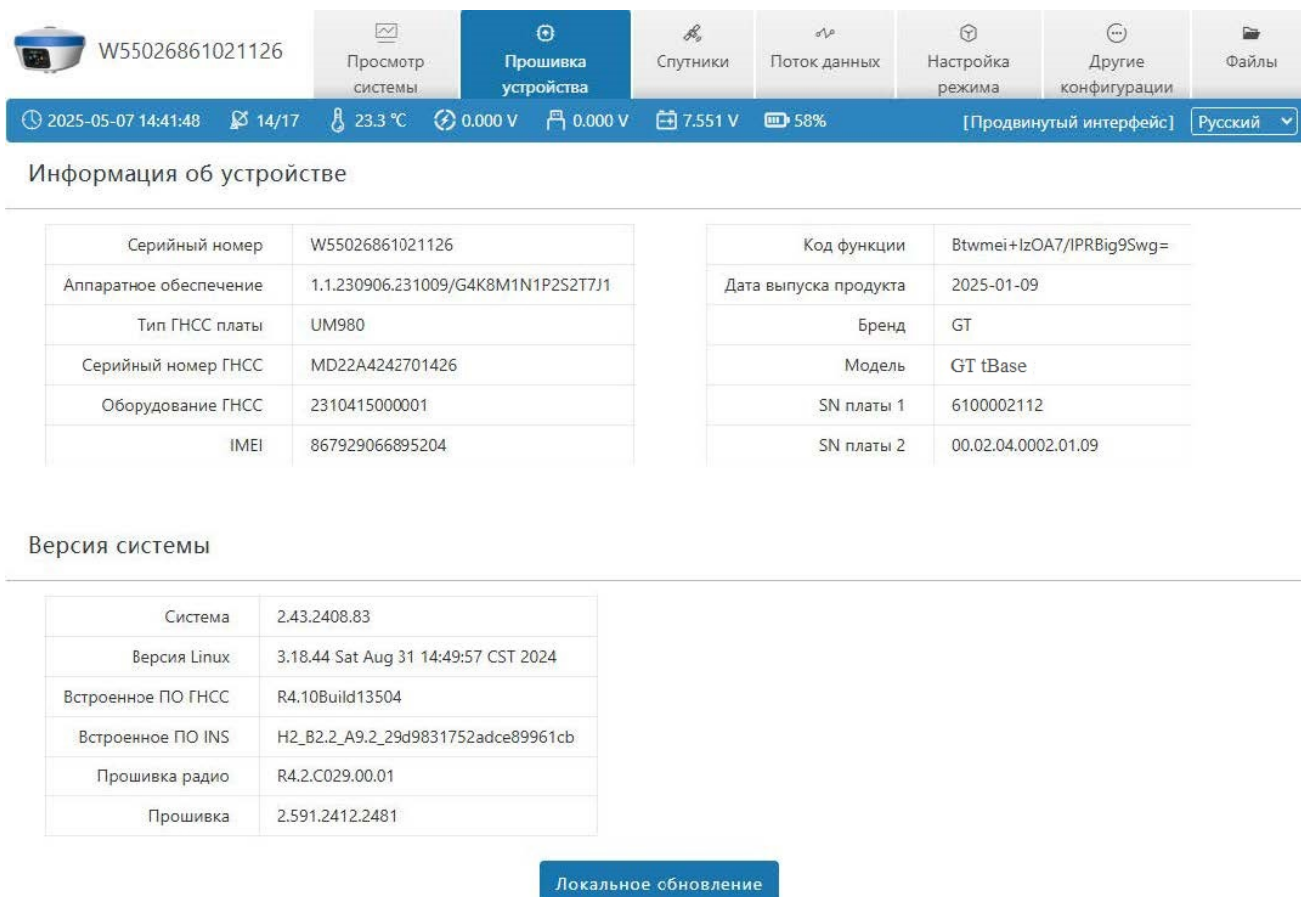 W55026861021126
Просмотр системы
Прошивка устройства
Спутники
Поток данных
Настройка режима
Другие конфигурации
Файлы
2025-05-07 14:41:48 14/17 23.3 ℃ 0.000 V 0.000 V 7.551 V 58% [Продвинутый интерфейс] Русский
Информация об устройстве
Серийный номер W55026861021126
Аппаратное обеспечение 1.1.230906.231009/G4K8M1N1P2S2T7J1
Тип ГНСС платы UM980
Серийный номер ГНСС MD22A4242701426
Оборудование ГНСС 2310415000001
IMEI 867929066895204
Код функции Btwmei+IzOA7/IPRBig9Swg=
Дата выпуска продукта 2025-01-09
Бренд GT
Модель GT tBase
SN платы 1 6100002112
SN платы 2 00.02.04.0002.01.09
Версия системы
Система 2.43.2408.83
Версия Linux 3.18.44 Sat Aug 31 14:49:57 CST 2024
Встроенное ПО ГНСС R4.10Build13504
Встроенное ПО INS H2_B2.2_A9.2_29d9831752adce89961cb
Прошивка радио R4.2.C029.00.01
Прошивка 2.591.2412.2481
Локальное обновление